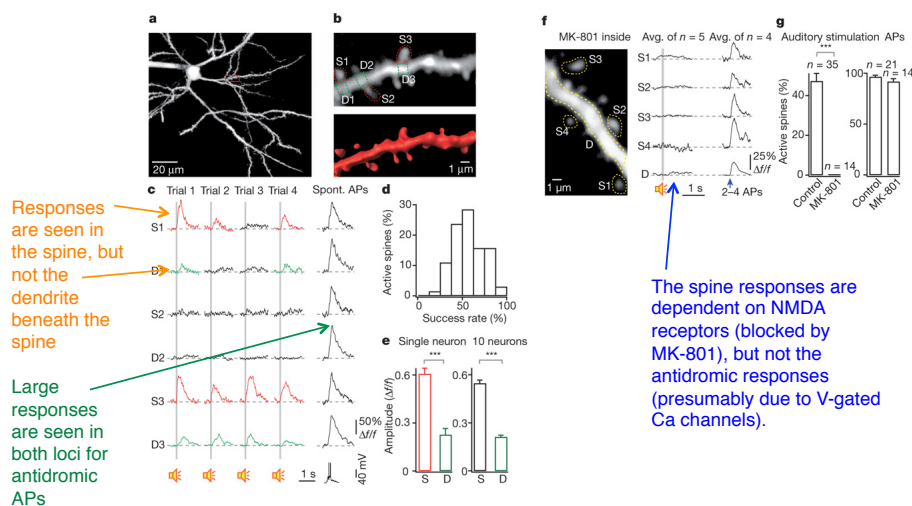 a
20 μm
b
S3
S1
D2
D3
D1
S2
1 μm
c
Trial 1 Trial 2 Trial 3 Trial 4 Spont. APs
S1
D
S2
D2
S3
D3
50%
Δf/f
1 s
40 mV
d
Active spines (%)
30
20
10
0
0 50 100
Success rate (%)
e
Single neuron 10 neurons
*** ***
Amplitude (Δf/f)
0.6
0.3
0
0.6
0.3
0
S D S D
f
MK-801 inside
Avg. of n = 5
Avg. of n = 4
S3
S2
S4
D
S1
1 μm
S1
S2
S3
S4
D
25%
Δf/f
1 s
2–4 APs
g
Auditory stimulation APs
***
n = 35
n = 21
n = 14
n = 14
Active spines (%)
40
0
100
50
0
Control
MK-801
Control
MK-801
Responses
are seen in
the spine, but
not the
dendrite
beneath the
spine
Large
responses
are seen in
both loci for
antidromic
APs
The spine responses are
dependent on NMDA
receptors (blocked by
MK-801), but not the
antidromic responses
(presumably due to V-gated
Ca channels).